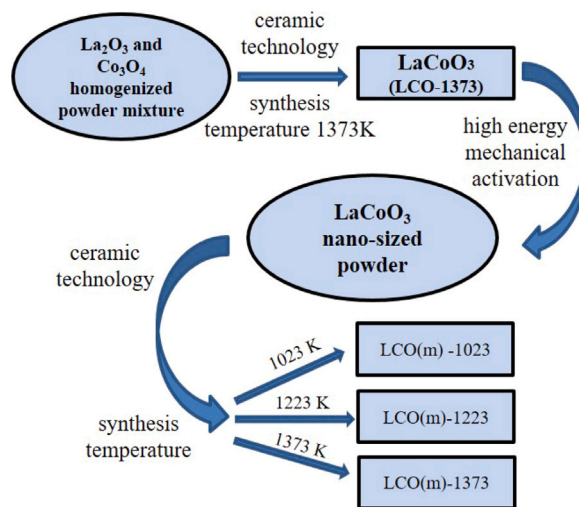 La₂O₃ and
Co₃O₄
homogenized
powder mixture
ceramic
technology
synthesis
temperature 1373K
LaCoO₃
(LCO-1373)
high energy
mechanical
activation
LaCoO₃
nano-sized
powder
ceramic
technology
synthesis
temperature
1023 K
1223 K
1373 K
LCO(m) -1023
LCO(m)-1223
LCO(m)-1373